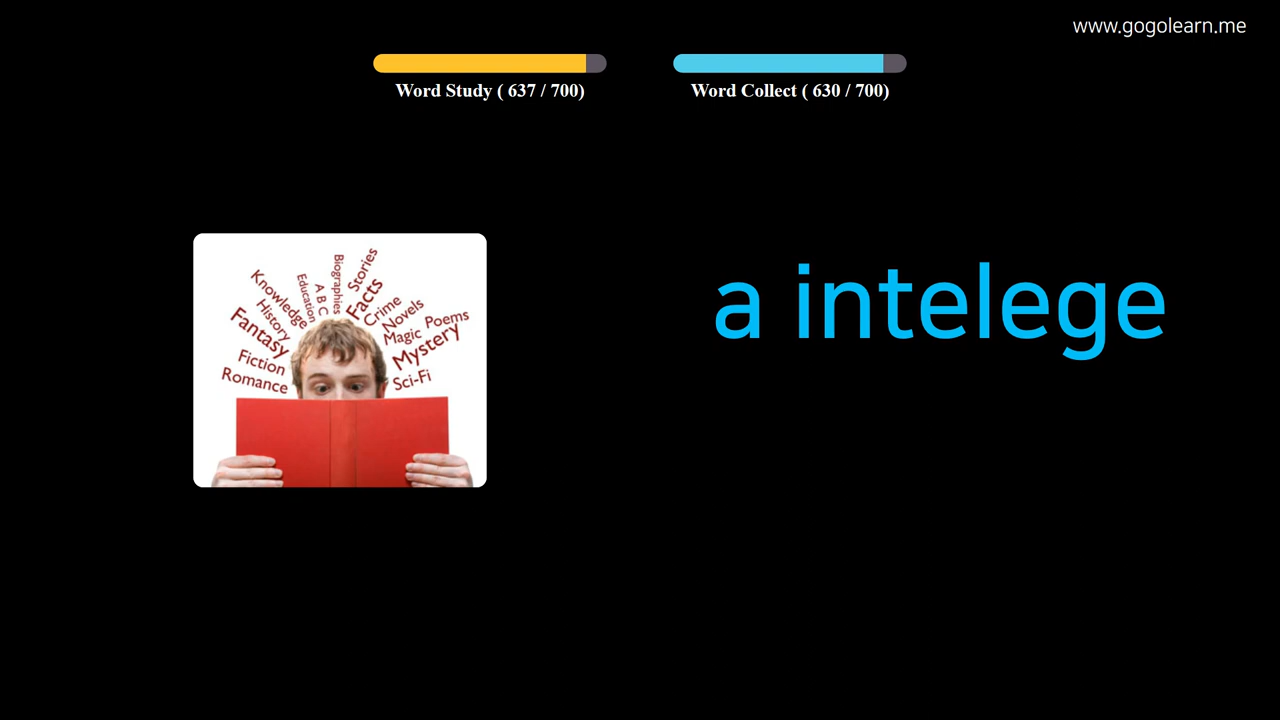 www.gogolearn.me
Word Study ( 637 / 700)
Word Collect ( 630 / 700)
a intelege
Stories
Biographies
Facts
A B C
Education
Crime
Knowledge
Novels
History
Poems
Magic
Fantasy
Mystery
Fiction
Sci-Fi
Romance